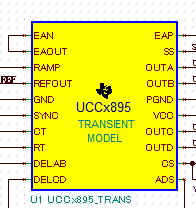 EAN EAP
EAOUT SS
RAMP OUTA
REF REFOUT OUTB
GND PGND
UCCx895
SYNC VCC
TRANSIENT
CT OUTC
MODEL
RT OUTD
DELAB CS
DELCD ADS
U1 UCCx895_TRANS